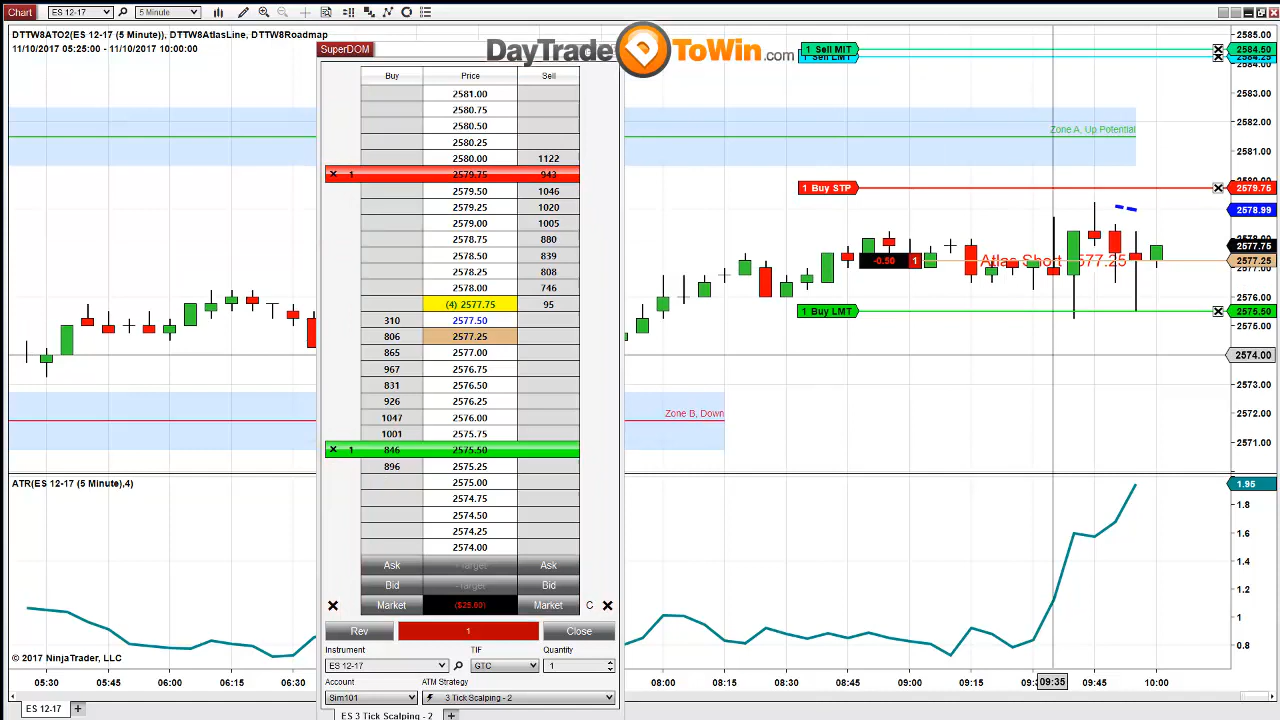 Chart
ES 12-17
5 Minute
DTTW8ATO2(ES 12-17 (5 Minute)), DTTW8AtlasLine, DTTW8Roadmap
11/10/2017 05:25:00 - 11/10/2017 10:00:00
SuperDOM
DayTradeToWin.com
Buy Price Sell
2581.00
2580.75
2580.50
2580.25
2580.00 1122
1 2579.75 943
2579.50 1046
2579.25 1020
2579.00 1005
2578.75 880
2578.50 839
2578.25 808
2578.00 746
(4) 2577.75 95
310 2577.50
806 2577.25
865 2577.00
967 2576.75
831 2576.50
926 2576.25
1047 2576.00
1001 2575.75
1 846 2575.50
896 2575.25
2575.00
2574.75
2574.50
2574.25
2574.00
Ask - Target Ask
Bid - Target Bid
Market ($25.00) Market C
Rev 1 Close
Instrument TIF Quantity
ES 12-17 GTC 1
Account ATM Strategy
Sim101 3 Tick Scalping - 2
ES 3 Tick Scalping - 2
1 Sell MIT
1 Sell LMT
Zone A, Up Potential
1 Buy STP
-0.50 1
Atlas Short 2577.25
1 Buy LMT
Zone B, Down
2585.00
2584.50
2584.25
2583.00
2582.00
2581.00
2579.75
2578.99
2577.75
2577.25
2576.00
2575.50
2575.00
2574.00
2573.00
2572.00
2571.00
ATR(ES 12-17 (5 Minute),4)
1.95
1.8
1.4
1.2
1
0.8
© 2017 NinjaTrader, LLC
05:30 05:45 06:00 06:15 06:30 08:00 08:15 08:30 08:45 09:00 09:15 09:35 09:45 10:00
ES 12-17